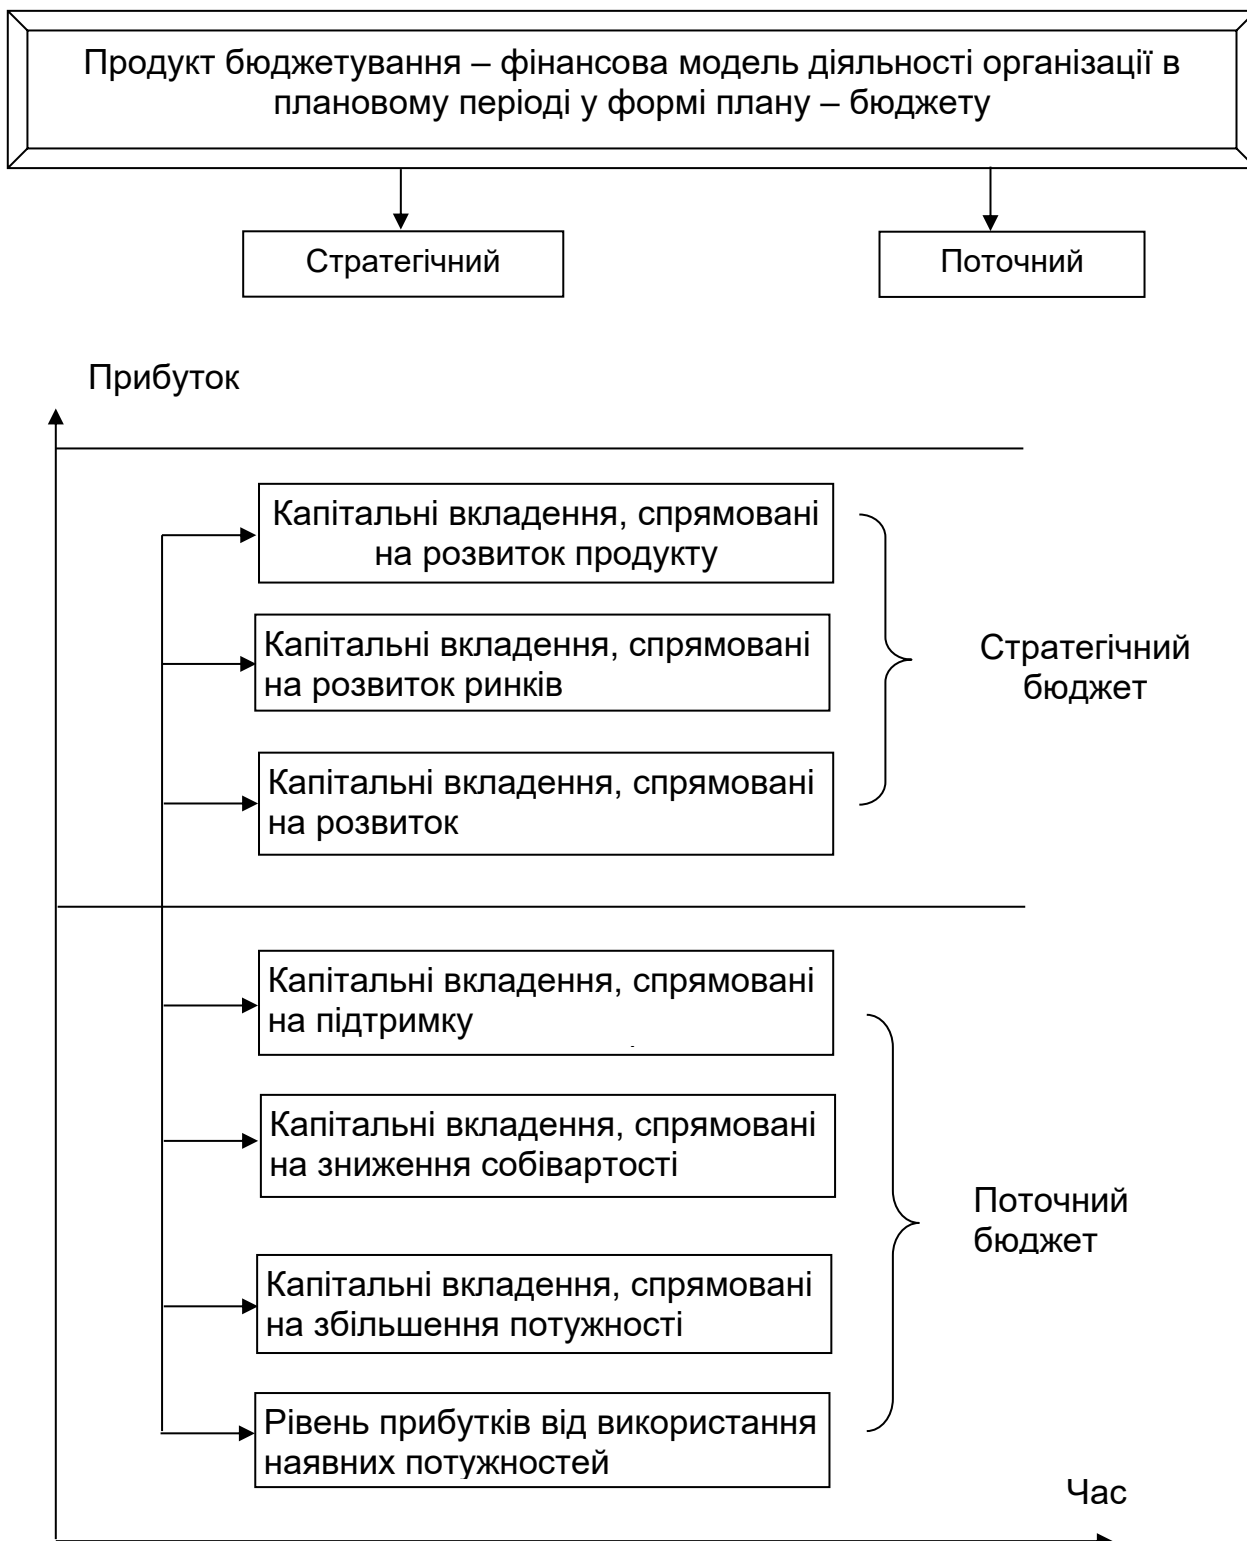 Продукт бюджетування – фінансова модель діяльності організації в
плановому періоді у формі плану – бюджету
Стратегічний
Поточний
Прибуток
Капітальні вкладення, спрямовані
на розвиток продукту
Капітальні вкладення, спрямовані
на розвиток ринків
Капітальні вкладення, спрямовані
на розвиток
Стратегічний
бюджет
Капітальні вкладення, спрямовані
на підтримку
Капітальні вкладення, спрямовані
на зниження собівартості
Капітальні вкладення, спрямовані
на збільшення потужності
Рівень прибутків від використання
наявних потужностей
Поточний
бюджет
Час